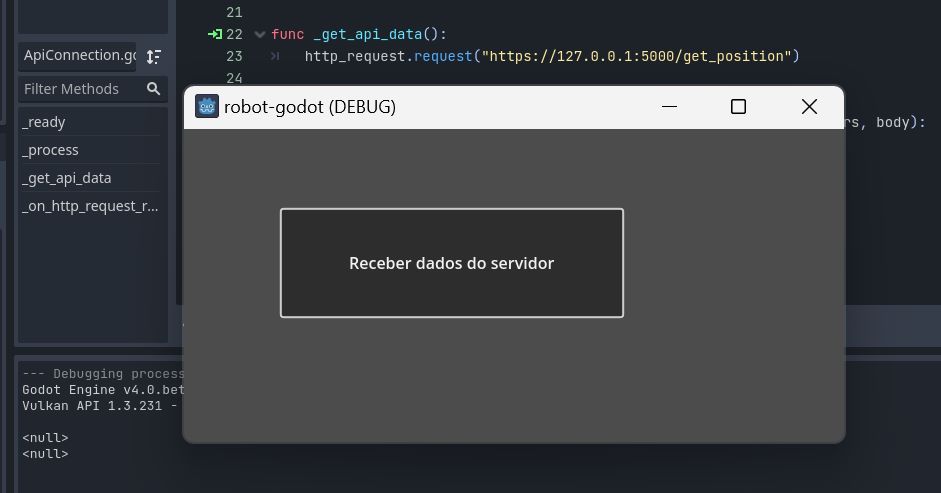 21
22 func _get_api_data():
23 http_request.request("https://127.0.0.1:5000/get_position")
24
ApiConnection.gc
Filter Methods
_ready
_process
_get_api_data
_on_http_request_r...
robot-godot (DEBUG)
rs, body):
Receber dados do servidor
--- Debugging process
Godot Engine v4.0.bet
Vulkan API 1.3.231 -
<null>
<null>